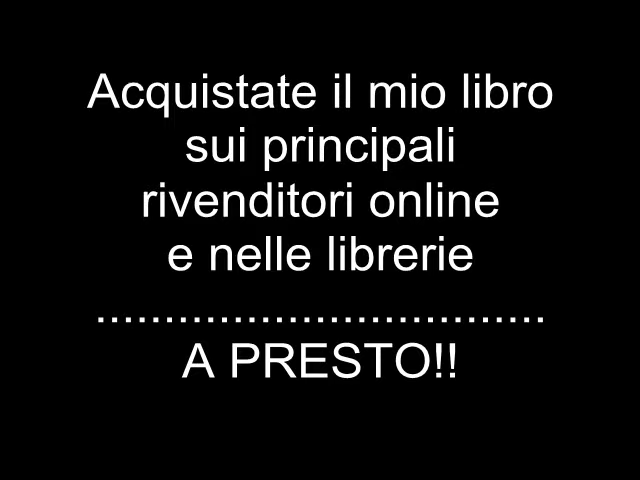 Acquistate il mio libro
sui principali
rivenditori online
e nelle librerie
.................................
A PRESTO!!